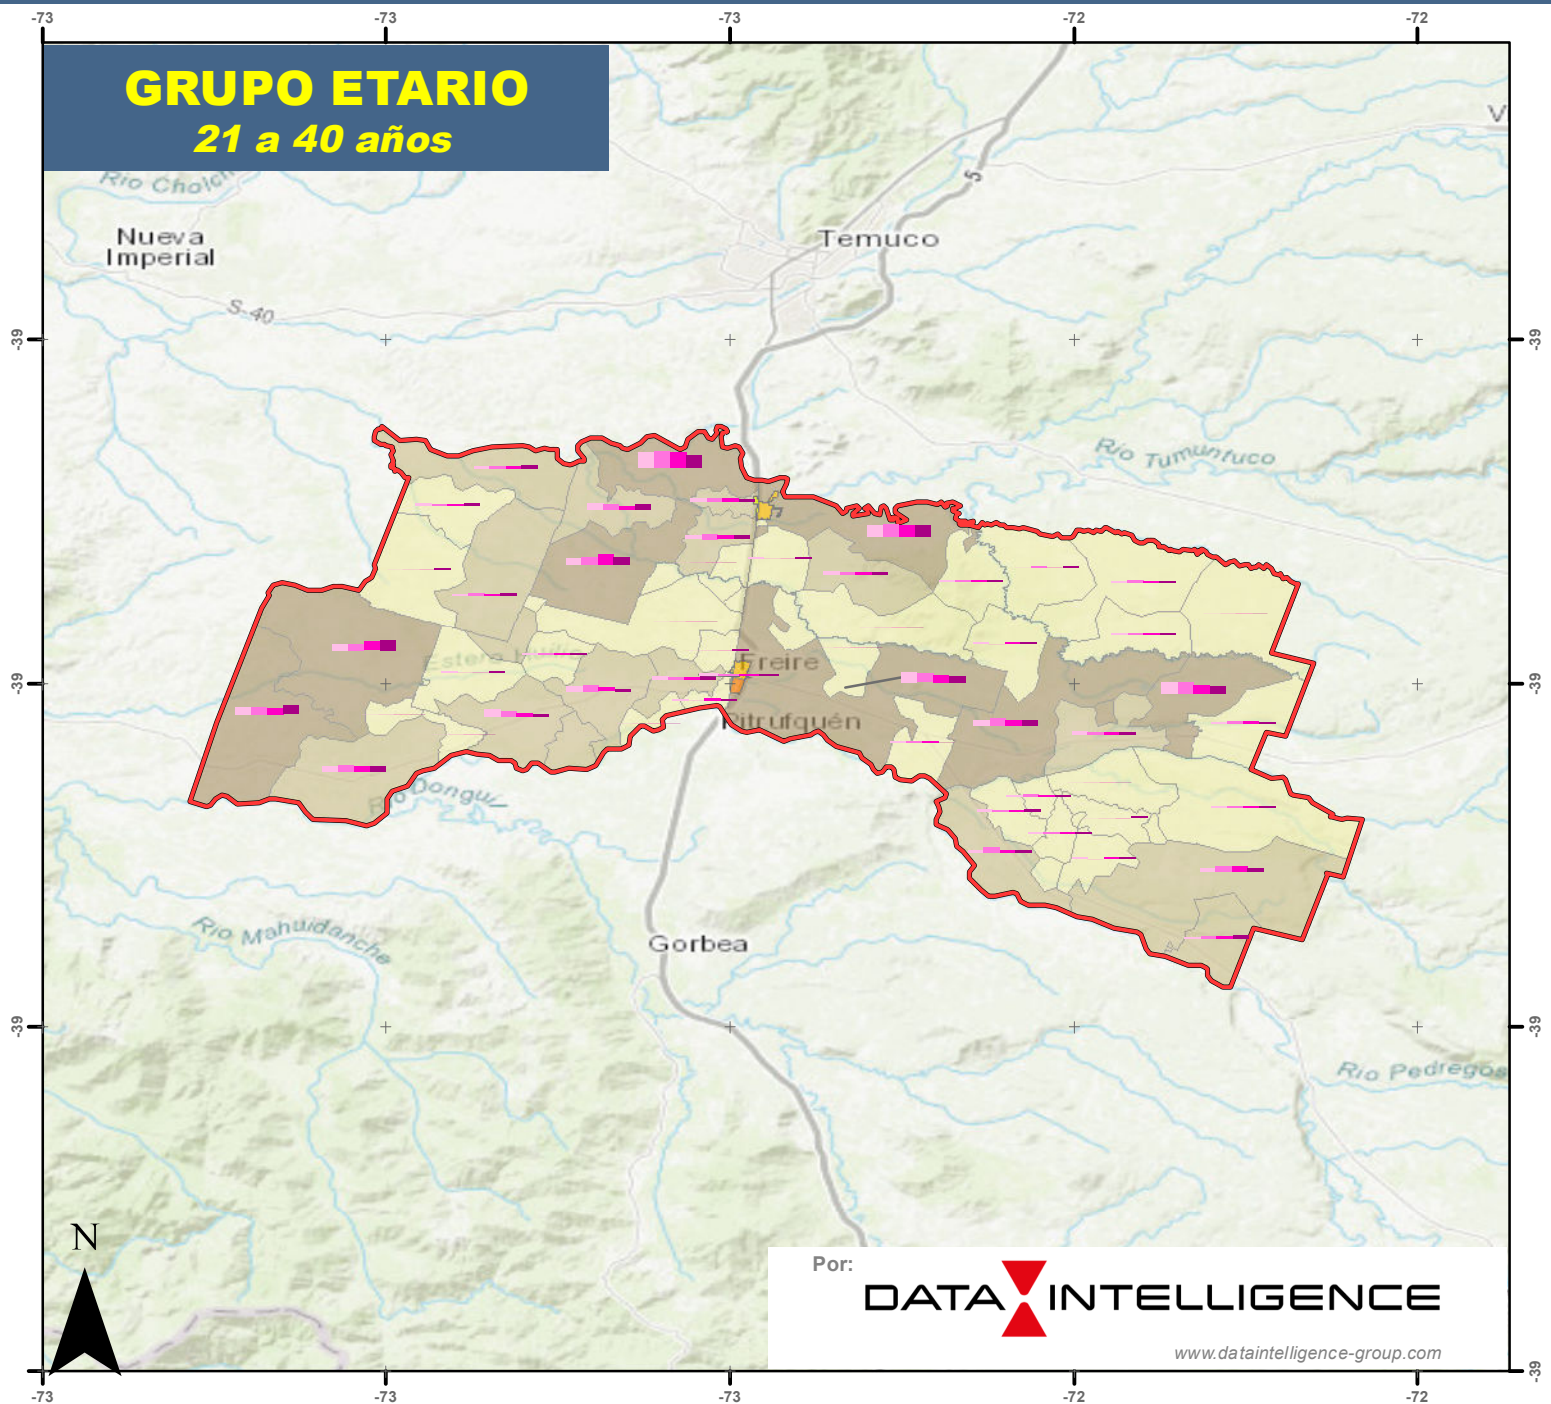 -73
-73
-73
-72
-72
GRUPO ETARIO
21 a 40 años
V
5
Nueva
Imperial
Temuco
S-40
-39
-39
Río Tumuntuco
Freire
-39
-39
Pitrufquén
Río Donguil
Río Mahuidanche
Gorbea
-39
-39
Río Pedregos
N
Por:
DATA INTELLIGENCE
www.dataintelligence-group.com
-39
-73
-73
-73
-72
-72